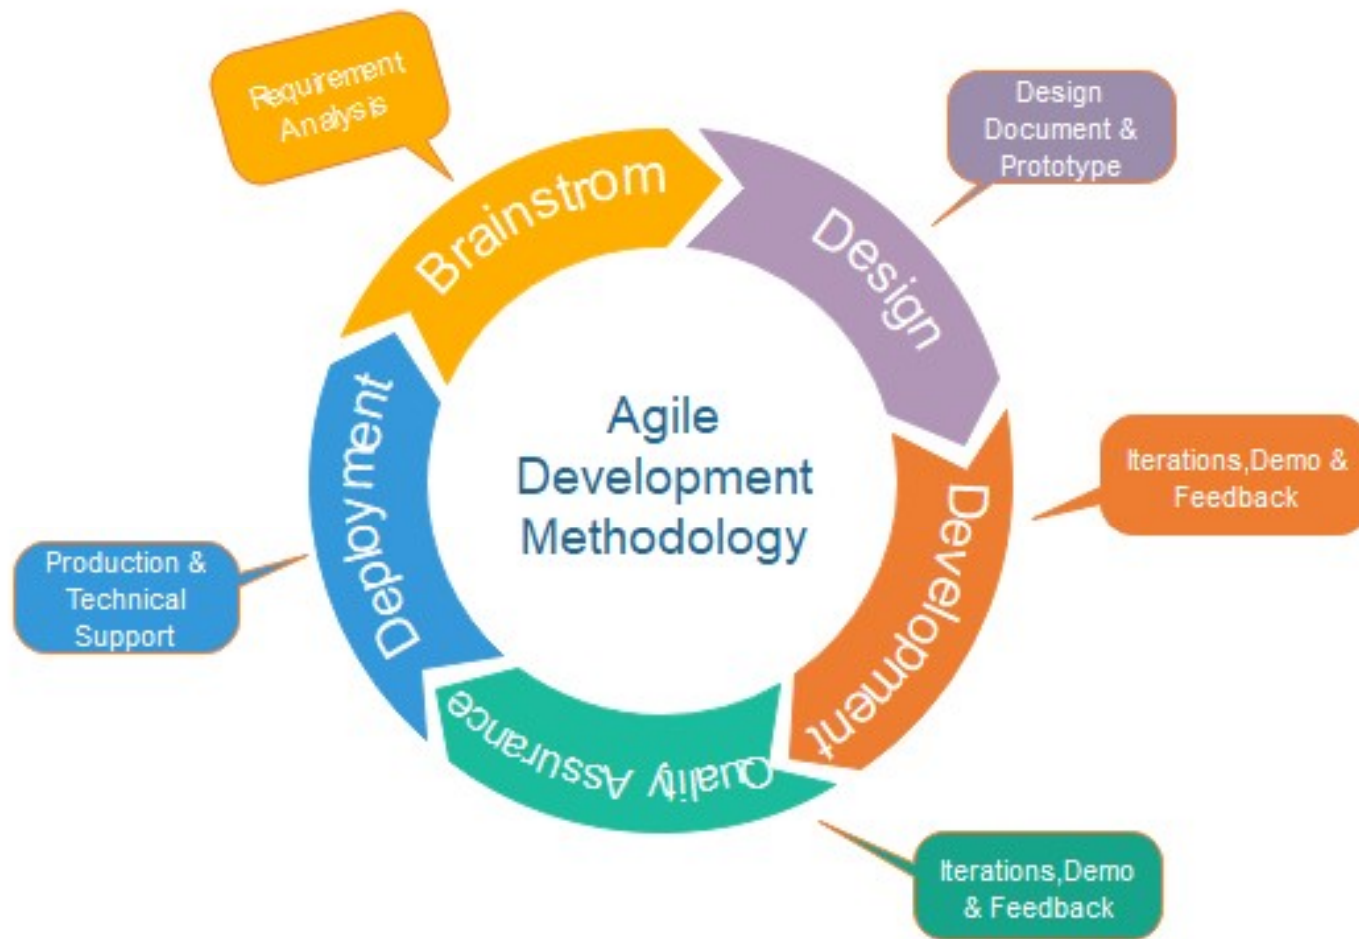 Requirement
Analysis
Brainstrom
Design
Document &
Prototype
Design
Iterations,Demo &
Feedback
Development
Iterations,Demo
& Feedback
Quality Assurance
Production &
Technical
Support
Deployment
Agile
Development
Methodology